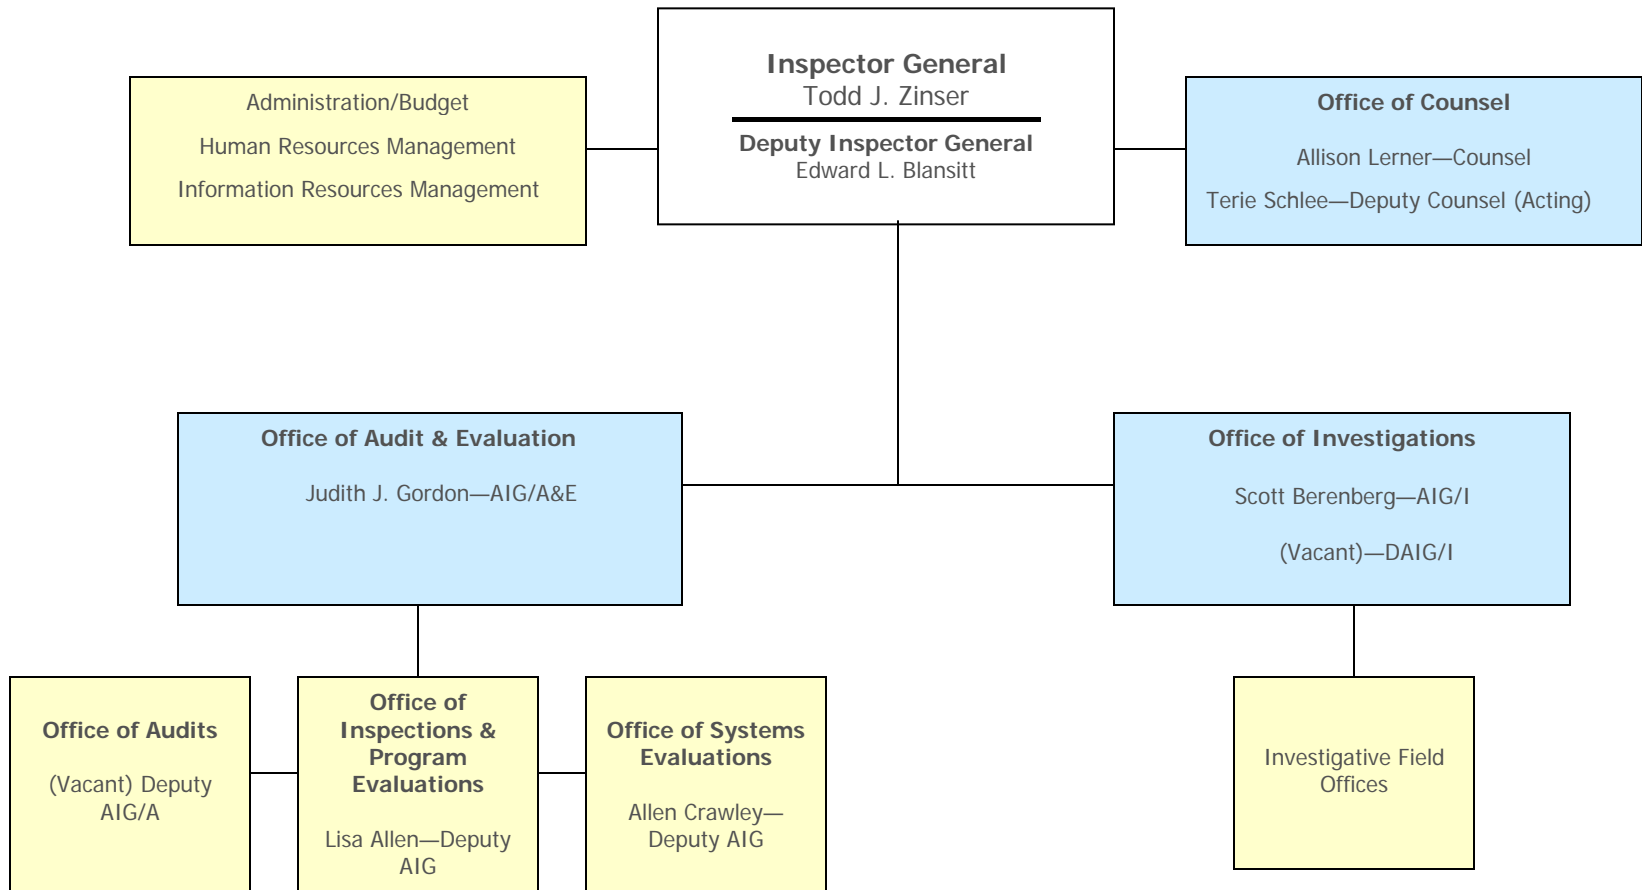 Inspector General
Todd J. Zinser
Deputy Inspector General
Edward L. Blansitt
Administration/Budget
Human Resources Management
Information Resources Management
Office of Counsel
Allison Lerner—Counsel
Terie Schlee—Deputy Counsel (Acting)
Office of Audit & Evaluation
Judith J. Gordon—AIG/A&E
Office of Investigations
Scott Berenberg—AIG/I
(Vacant)—DAIG/I
Office of Audits
(Vacant) Deputy
AIG/A
Office of
Inspections &
Program
Evaluations
Lisa Allen—Deputy
AIG
Office of Systems
Evaluations
Allen Crawley—
Deputy AIG
Investigative Field
Offices